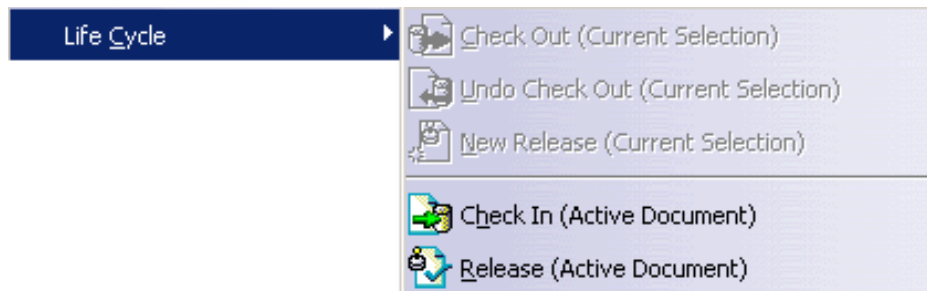 Life Cycle
Check Out (Current Selection)
Undo Check Out (Current Selection)
New Release (Current Selection)
Check In (Active Document)
Release (Active Document)